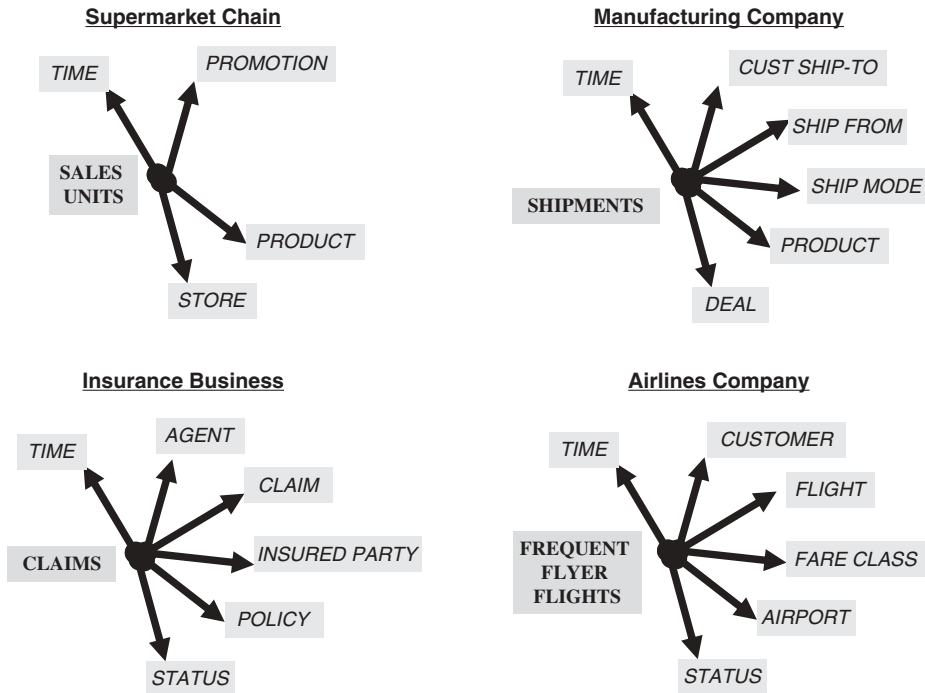 Supermarket Chain
TIME
PROMOTION
SALES
UNITS
PRODUCT
STORE
Manufacturing Company
TIME
CUST SHIP-TO
SHIP FROM
SHIP MODE
SHIPMENTS
PRODUCT
DEAL
Insurance Business
TIME
AGENT
CLAIM
CLAIMS
INSURED PARTY
POLICY
STATUS
Airlines Company
TIME
CUSTOMER
FLIGHT
FREQUENT
FLYER
FLIGHTS
FARE CLASS
AIRPORT
STATUS